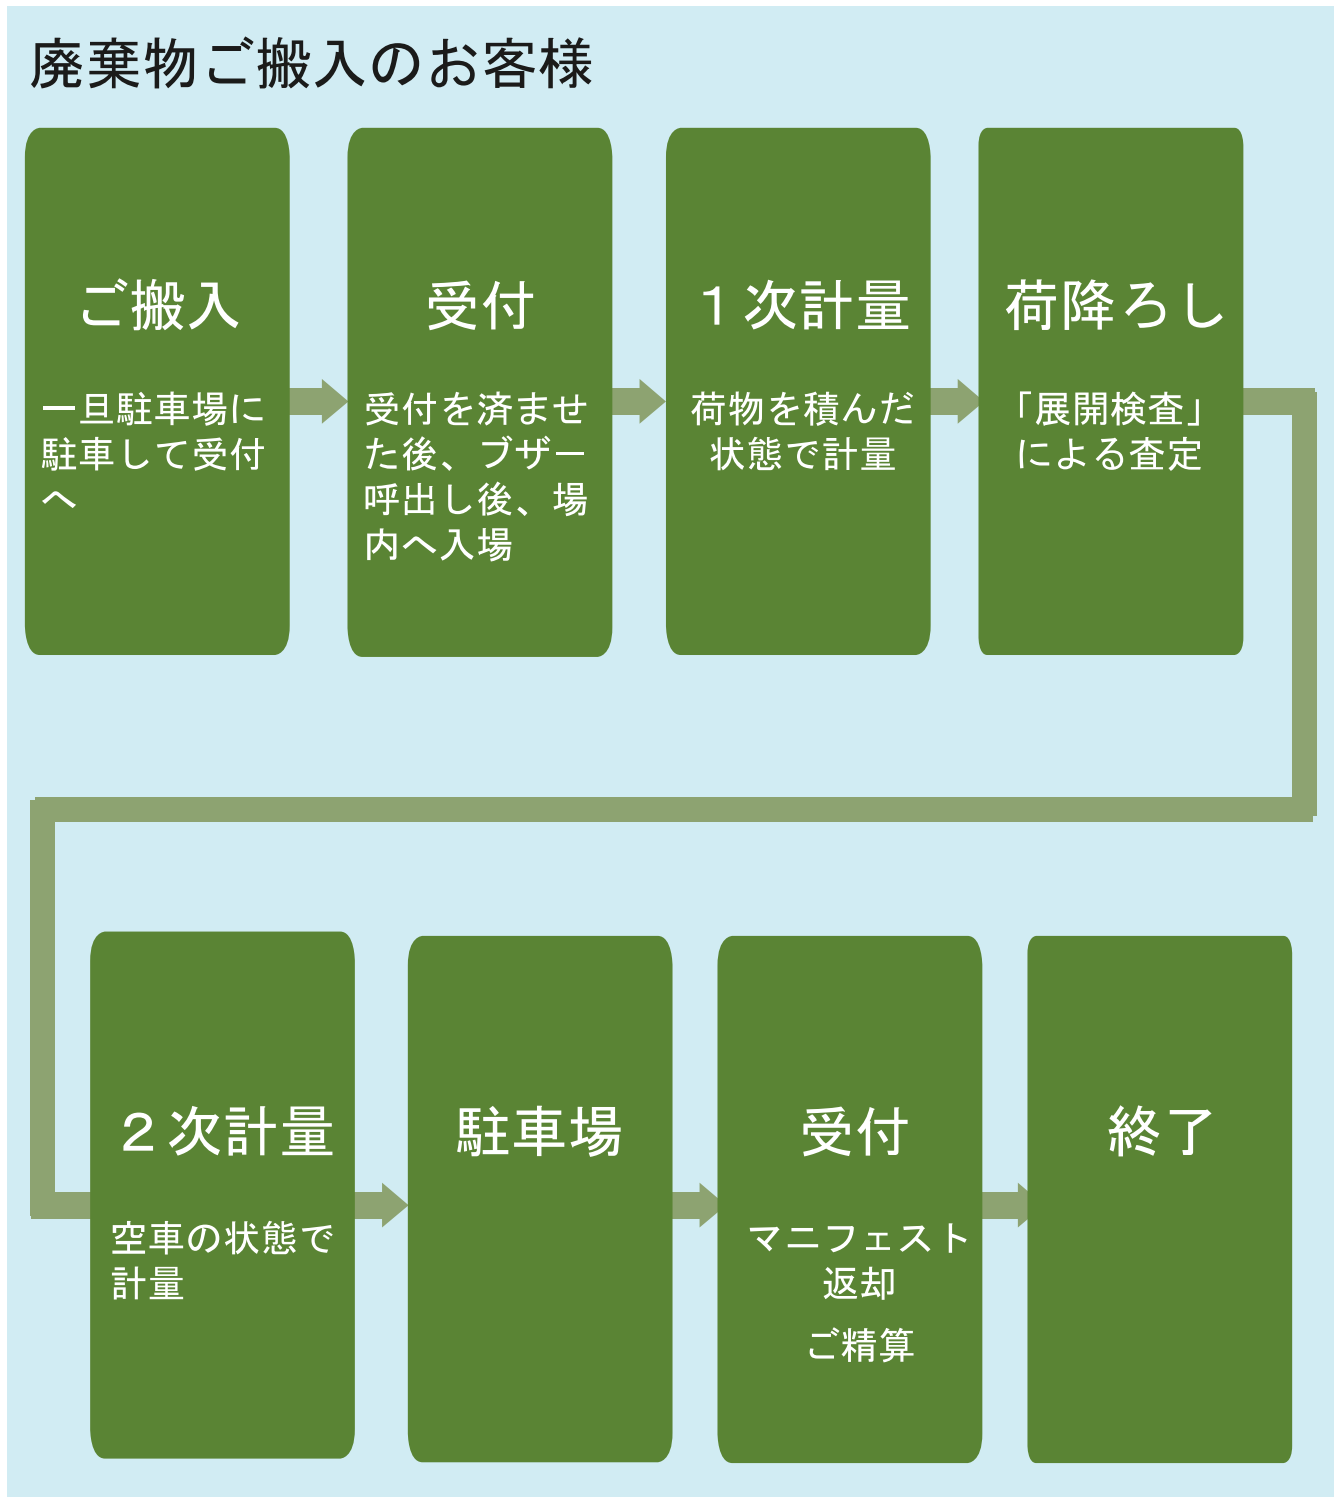 廃棄物ご搬入のお客様
ご搬入
一旦駐車場に
駐車して受付
へ
受付
受付を済ませ
た後、ブザー
呼出し後、場
内へ入場
１次計量
荷物を積んだ
状態で計量
荷降ろし
「展開検査」
による査定
２次計量
空車の状態で
計量
駐車場
受付
マニフェスト
返却
ご精算
終了